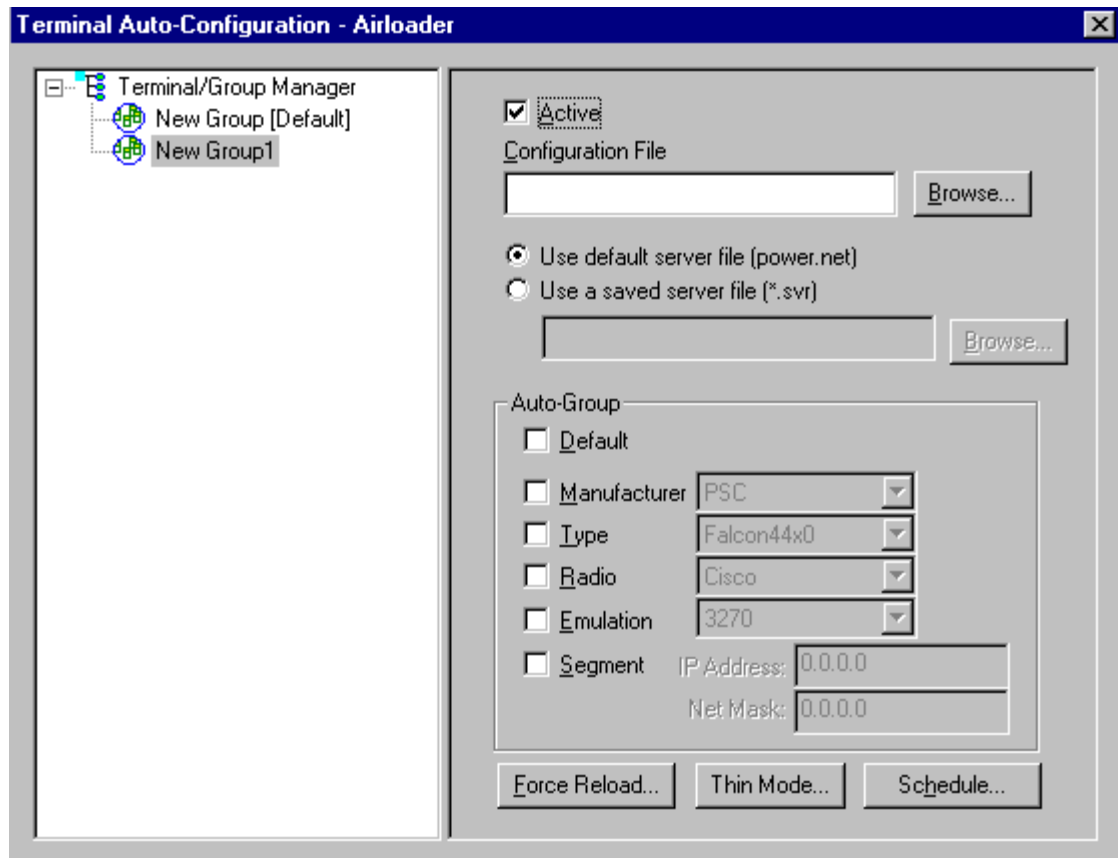 Terminal Auto-Configuration - Airloader
Terminal/Group Manager
New Group [Default]
New Group1
Active
Configuration File
Browse...
Use default server file (power.net)
Use a saved server file (*.svr)
Browse...
Auto-Group
Default
Manufacturer PSC
Type Falcon44x0
Radio Cisco
Emulation 3270
Segment IP Address: 0.0.0.0
Net Mask: 0.0.0.0
Force Reload... Thin Mode... Schedule...